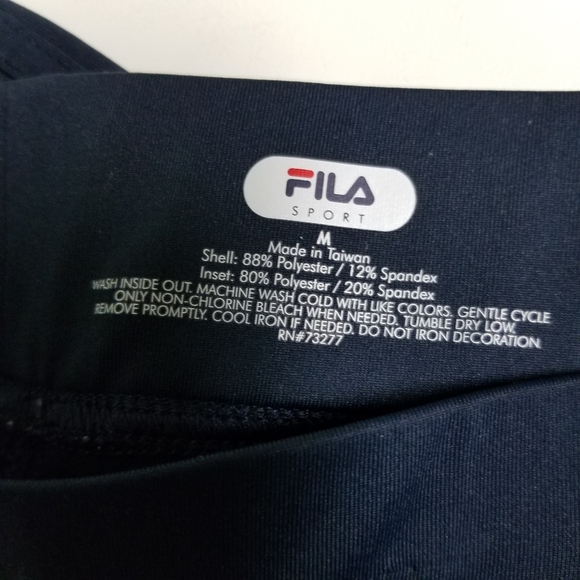 FILA
SPORT
M
Made in Taiwan
Shell: 88% Polyester / 12% Spandex
Inset: 80% Polyester / 20% Spandex
WASH INSIDE OUT. MACHINE WASH COLD WITH LIKE COLORS. GENTLE CYCLE
ONLY NON-CHLORINE BLEACH WHEN NEEDED. TUMBLE DRY LOW.
REMOVE PROMPTLY. COOL IRON IF NEEDED. DO NOT IRON DECORATION.
RN#73277